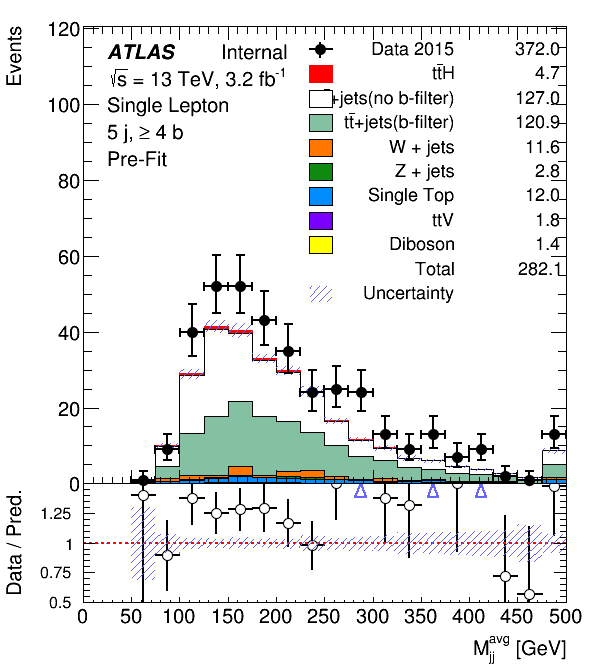 Events
120
100
80
60
40
20
0
ATLAS Internal
√s = 13 TeV, 3.2 fb⁻¹
Single Lepton
5 j, ≥ 4 b
Pre-Fit
Data 2015 372.0
tt̄H 4.7
+jets(no b-filter) 127.0
tt̄+jets(b-filter) 120.9
W + jets 11.6
Z + jets 2.8
Single Top 12.0
ttV 1.8
Diboson 1.4
Total 282.1
Uncertainty
Data / Pred.
1.25
1
0.75
0.5
0 50 100 150 200 250 300 350 400 450 500
M_jj^avg [GeV]